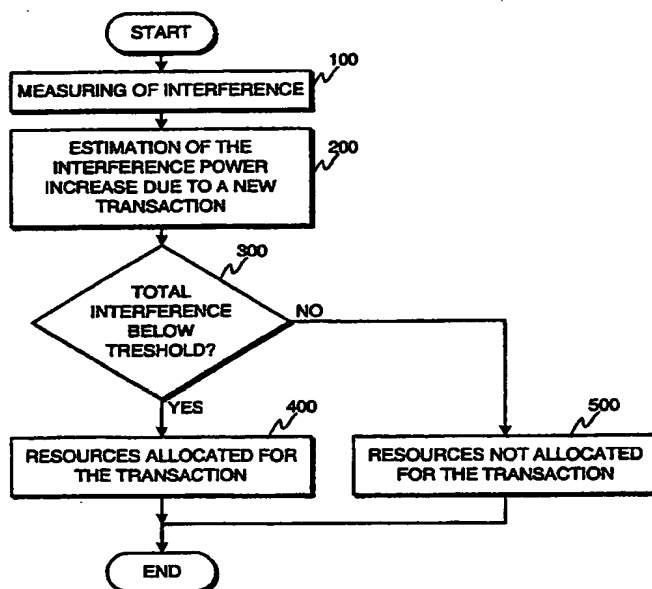 START
100
MEASURING OF INTERFERENCE
200
ESTIMATION OF THE
INTERFERENCE POWER
INCREASE DUE TO A NEW
TRANSACTION
300
TOTAL
INTERFERENCE
BELOW
TRESHOLD?
NO
YES
400
RESOURCES ALLOCATED FOR
THE TRANSACTION
500
RESOURCES NOT ALLOCATED
FOR THE TRANSACTION
END